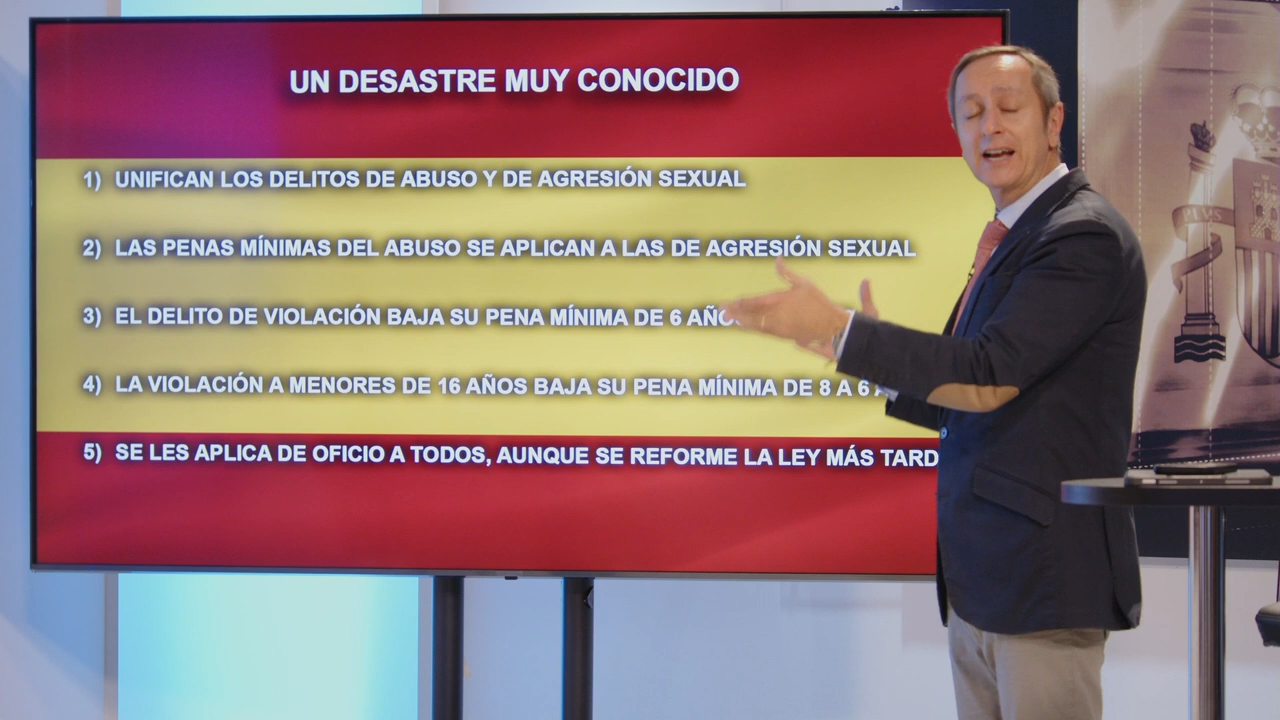 UN DESASTRE MUY CONOCIDO
1) UNIFICAN LOS DELITOS DE ABUSO Y DE AGRESIÓN SEXUAL
2) LAS PENAS MÍNIMAS DEL ABUSO SE APLICAN A LAS DE AGRESIÓN SEXUAL
3) EL DELITO DE VIOLACIÓN BAJA SU PENA MÍNIMA DE 6
4) LA VIOLACIÓN A MENORES DE 16 AÑOS BAJA SU PENA MÍNIMA DE 8 A 6
5) SE LES APLICA DE OFICIO A TODOS, AUNQUE SE REFORME LA LEY MÁS
PLUS